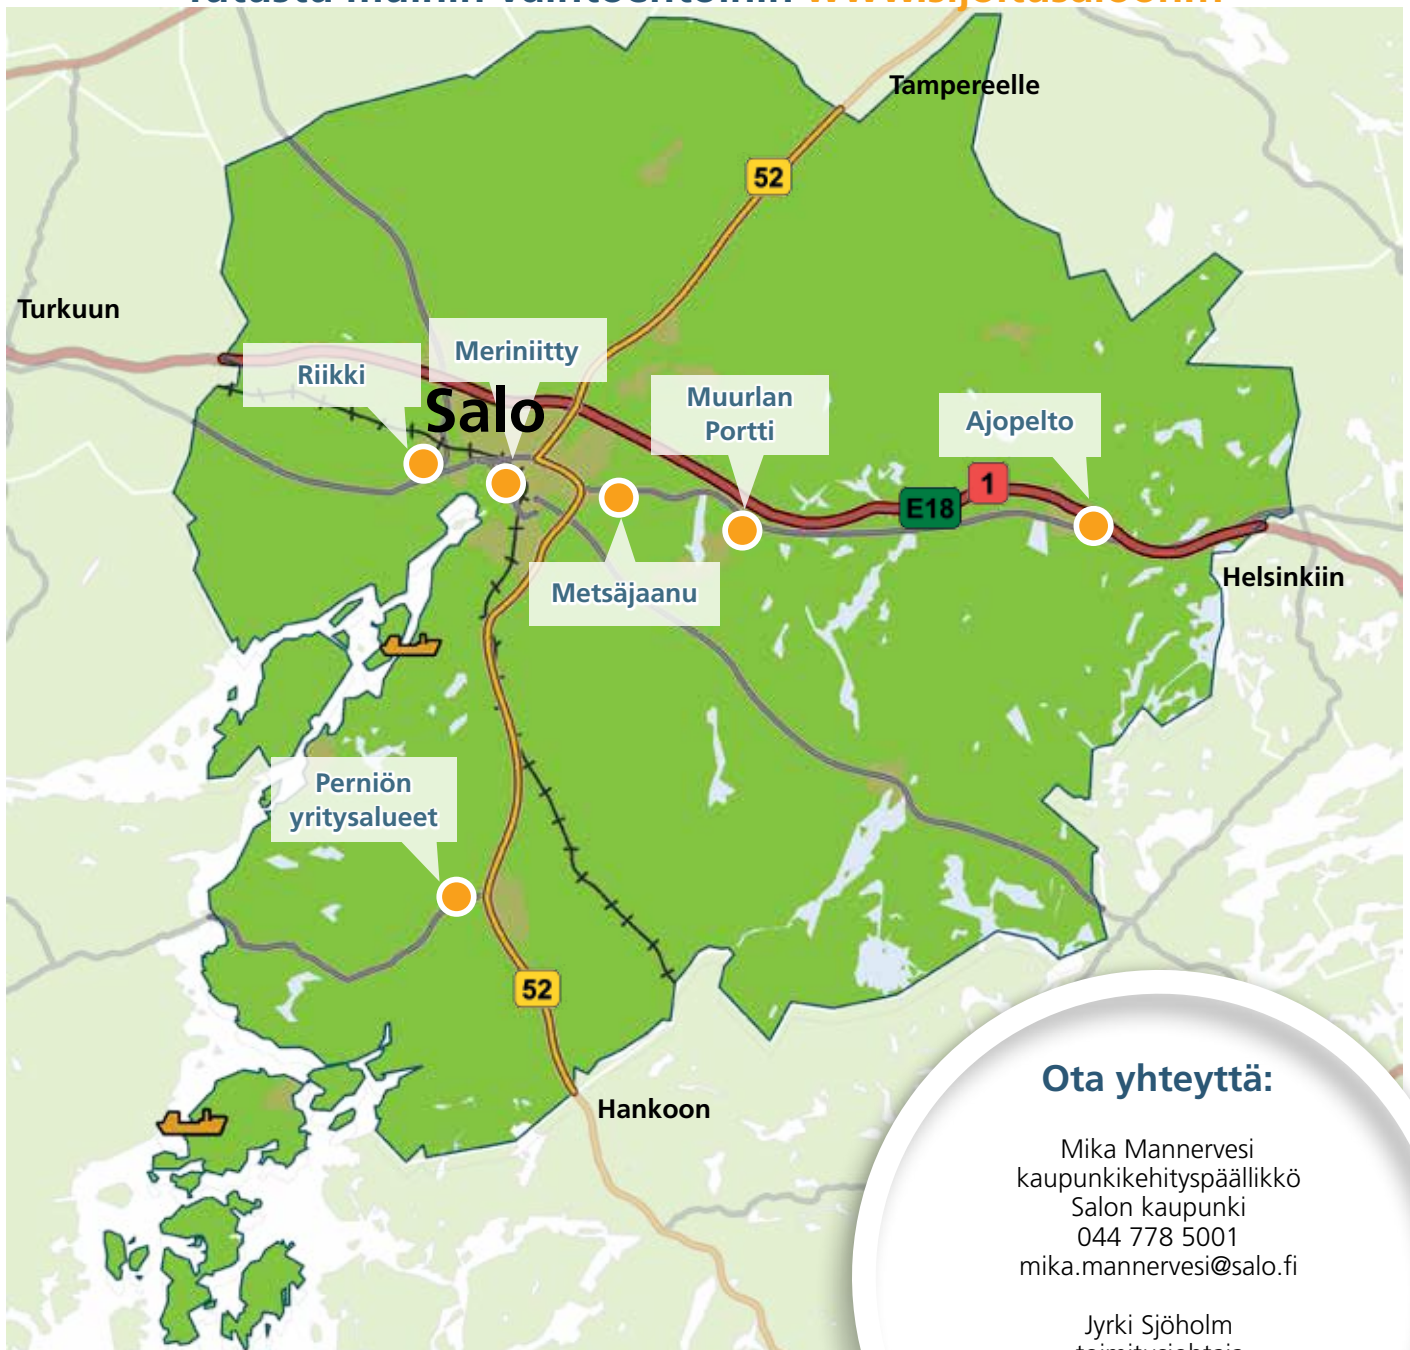 Tampereelle
52
Turkuun
Meriniitty
Riikki
Salo
Muurlan
Portti
Ajopelto
1
E18
Helsinkiin
Metsäjaanu
Perniön
yritysalueet
52
Hankoon
Ota yhteyttä:
Mika Mannervesi
kaupunkikehityspäällikkö
Salon kaupunki
044 778 5001
mika.mannervesi@salo.fi
Jyrki Sjöholm